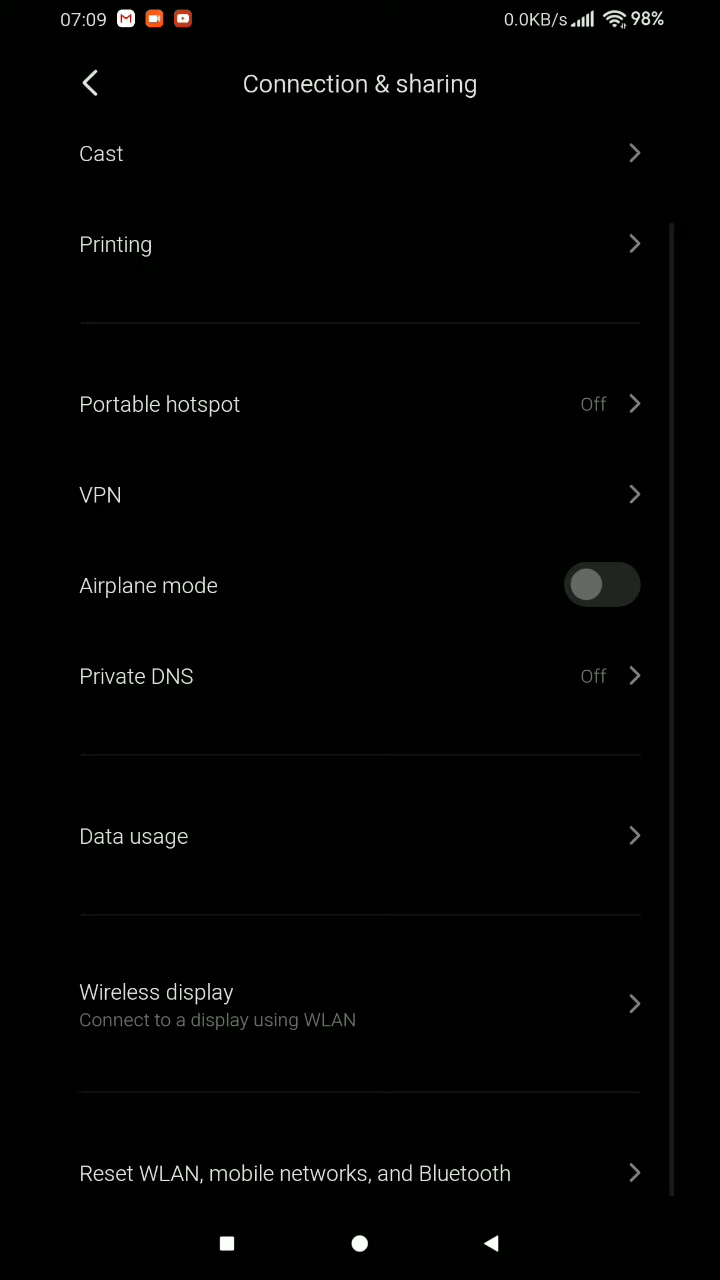 07:09 0.0KB/s 98%
Connection & sharing
Cast
Printing
Portable hotspot Off
VPN
Airplane mode
Private DNS Off
Data usage
Wireless display
Connect to a display using WLAN
Reset WLAN, mobile networks, and Bluetooth